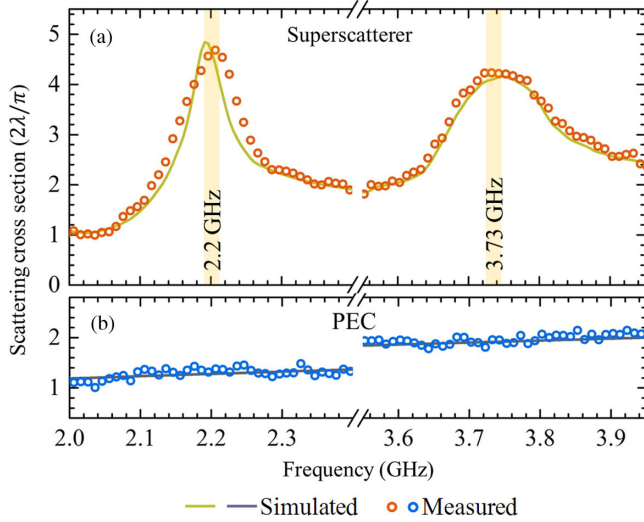 (a)
Superscatterer
5
4
3
2
1
0
Scattering cross section (2λ/π)
2.2 GHz
3.73 GHz
(b)
PEC
2
1
2.0 2.1 2.2 2.3 3.6 3.7 3.8 3.9
Frequency (GHz)
Simulated Measured